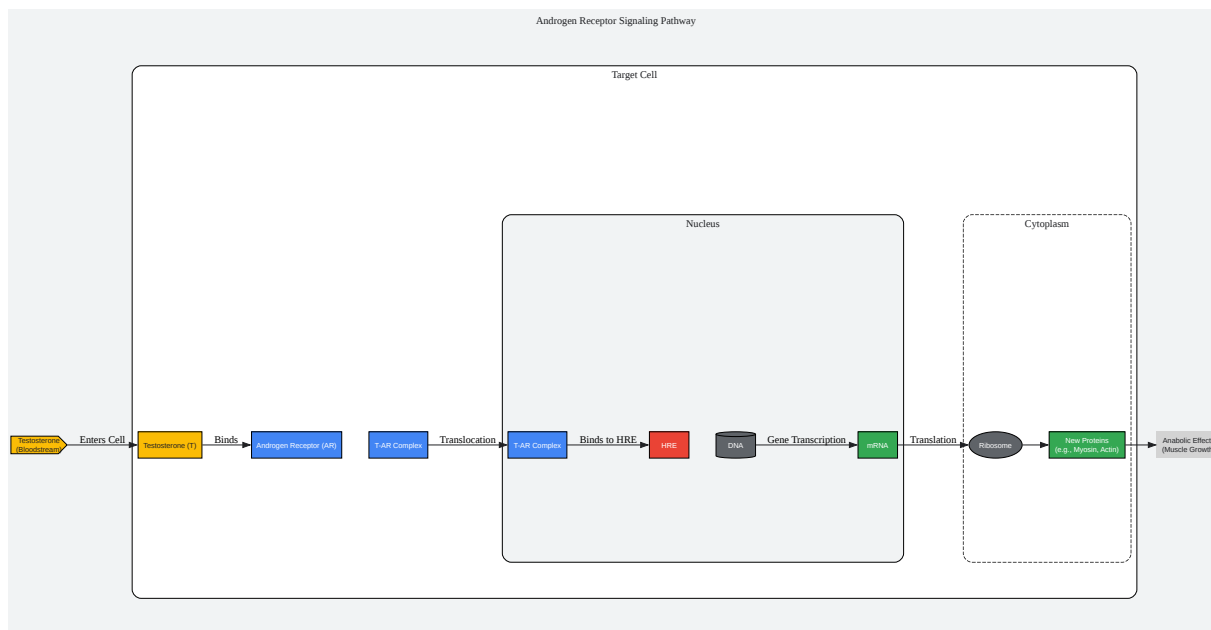 Androgen Receptor Signaling Pathway
Target Cell
Nucleus
Cytoplasm
Testosterone
(Bloodstream)
Enters Cell
Testosterone (T)
Binds
Androgen Receptor (AR)
T-AR Complex
Translocation
T-AR Complex
Binds to HRE
HRE
DNA
Gene Transcription
mRNA
Translation
Ribosome
New Proteins
(e.g., Myosin, Actin)
Anabolic Effect
(Muscle Growth